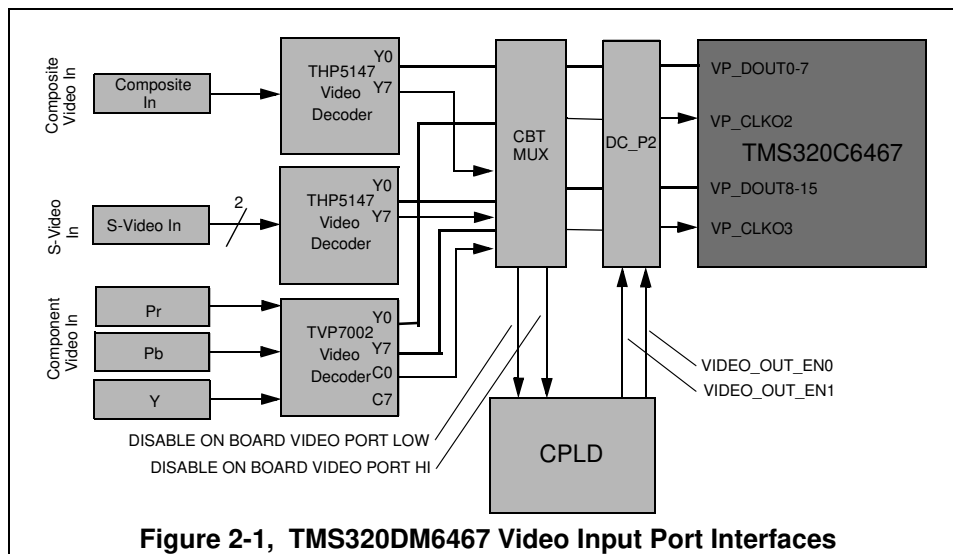 Composite
Video In
Composite
In
THP5147
Video
Decoder
Y0
Y7
S-Video
In
S-Video In
2
THP5147
Video
Decoder
Y0
Y7
Component
Video In
Pr
Pb
Y
TVP7002
Video
Decoder
Y0
Y7
C0
C7
CBT
MUX
DC_P2
VP_DOUT0-7
VP_CLKO2
TMS320C6467
VP_DOUT8-15
VP_CLKO3
VIDEO_OUT_EN0
VIDEO_OUT_EN1
DISABLE ON BOARD VIDEO PORT LOW
DISABLE ON BOARD VIDEO PORT HI
CPLD
Figure 2-1, TMS320DM6467 Video Input Port Interfaces